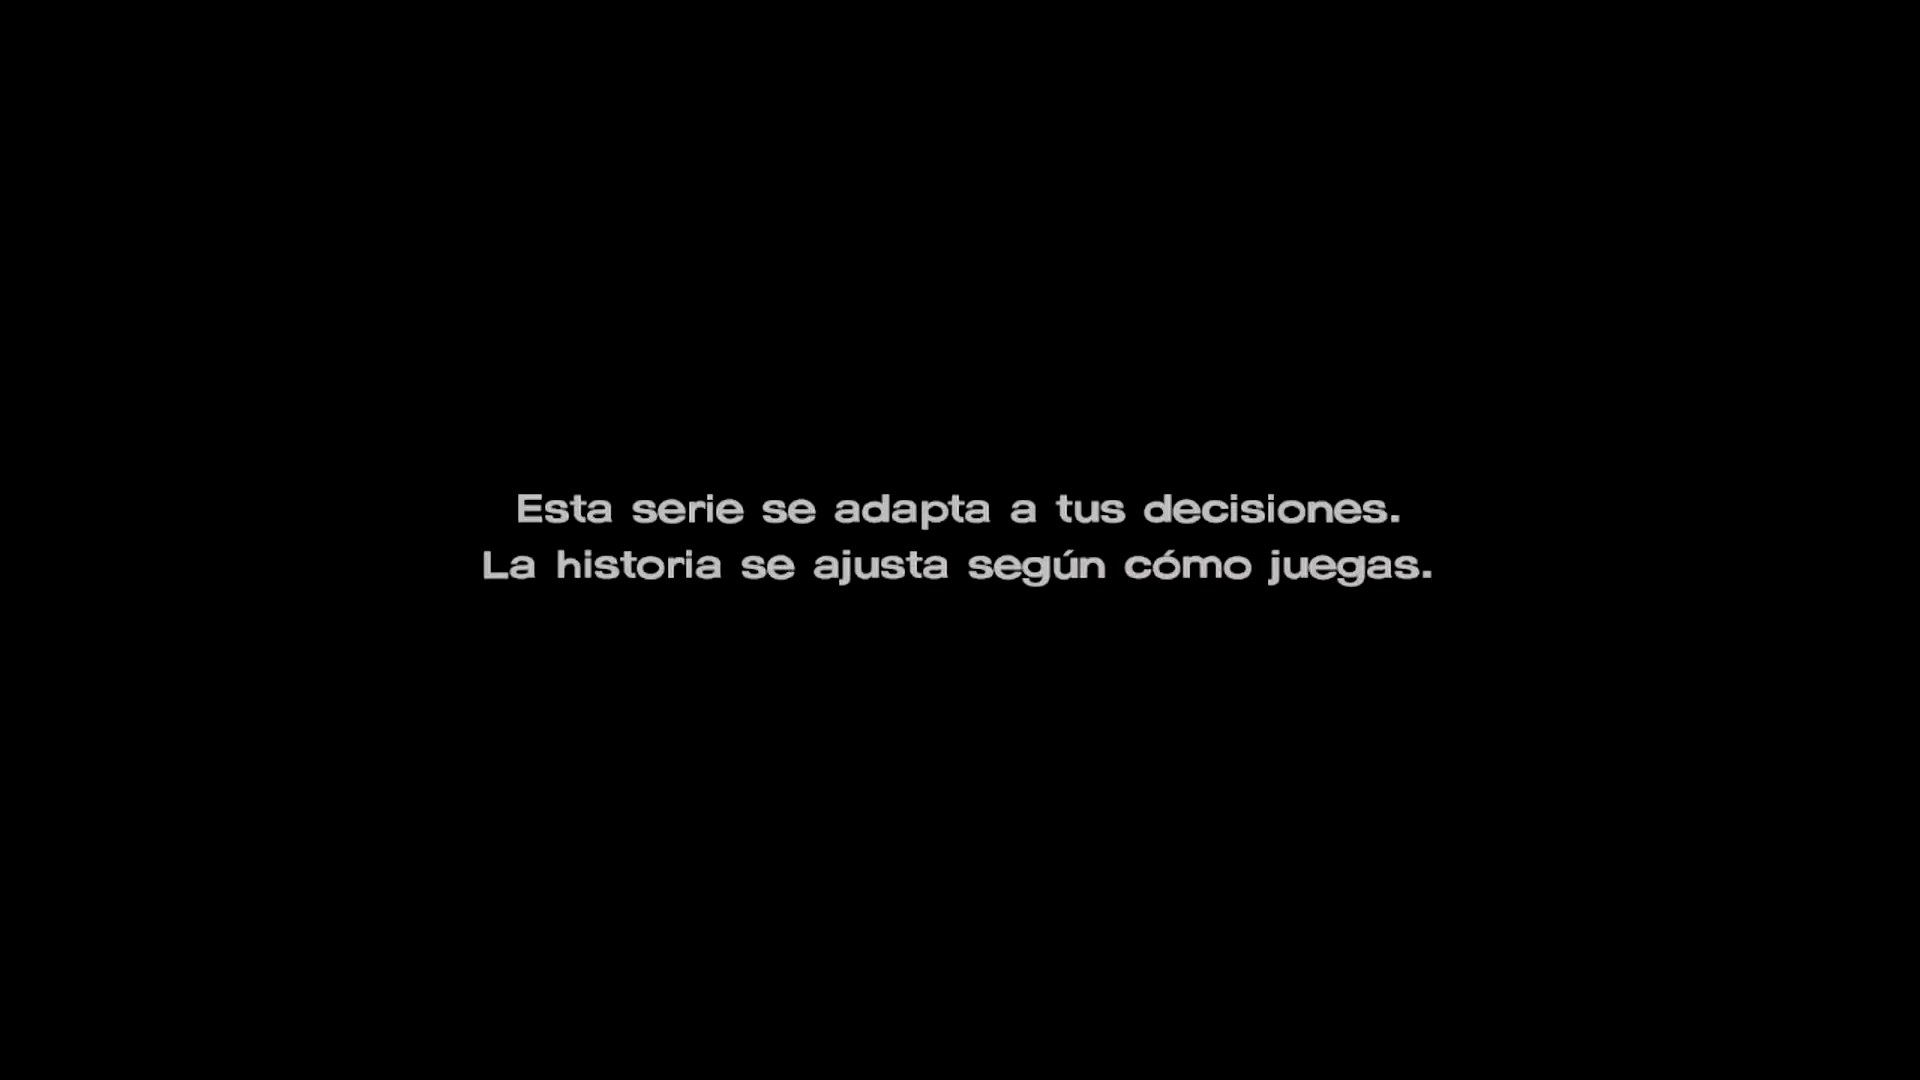 Esta serie se adapta a tus decisiones.
La historia se ajusta según cómo juegas.